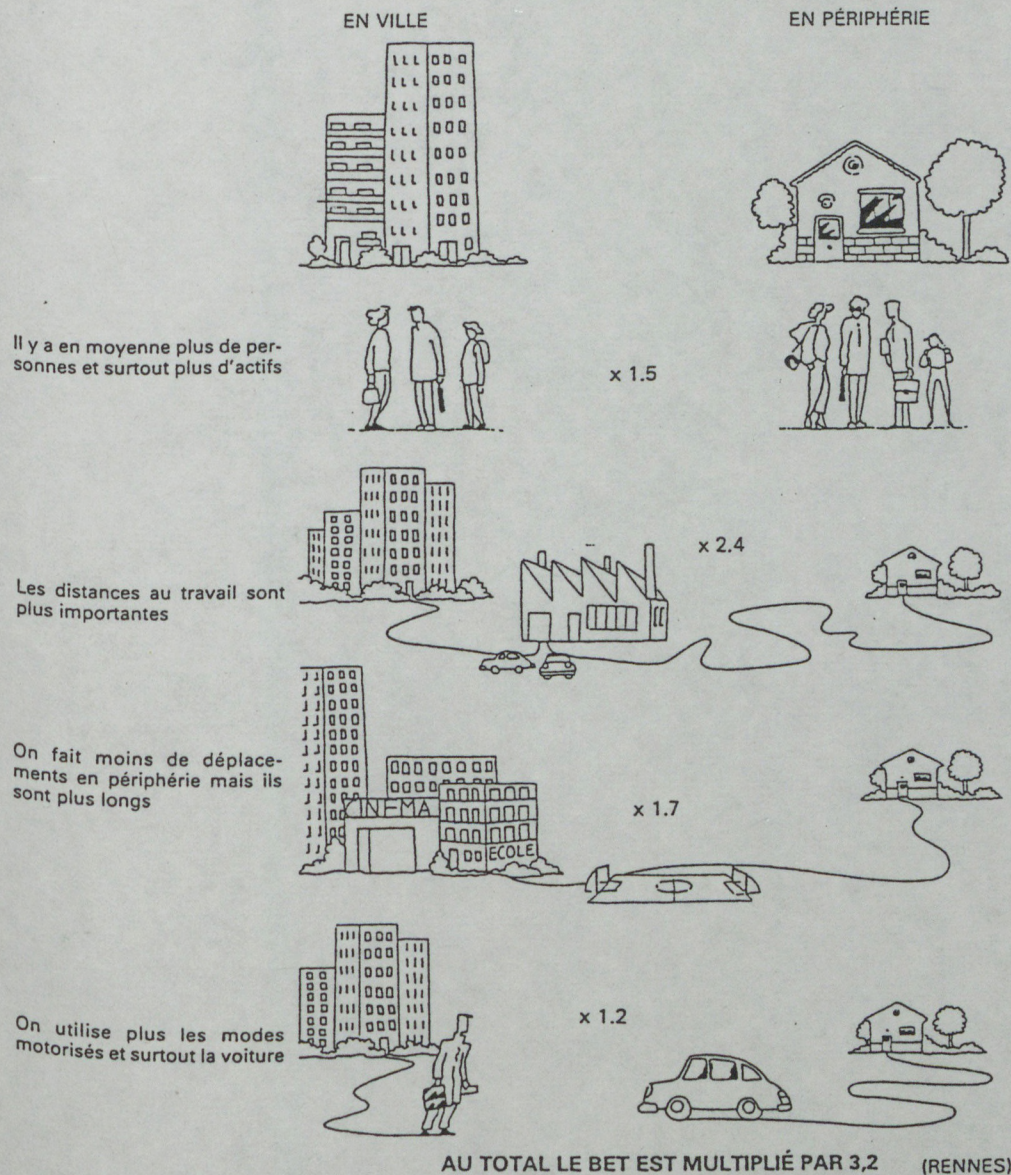 EN VILLE
EN PÉRIPHÉRIE
Il y a en moyenne plus de per-
sonnes et surtout plus d'actifs
x 1.5
x 2.4
Les distances au travail sont
plus importantes
On fait moins de déplace-
ments en périphérie mais ils
sont plus longs
CINEMA
ECOLE
x 1.7
On utilise plus les modes
motorisés et surtout la voiture
x 1.2
AU TOTAL LE BET EST MULTIPLIÉ PAR 3,2 (RENNES)